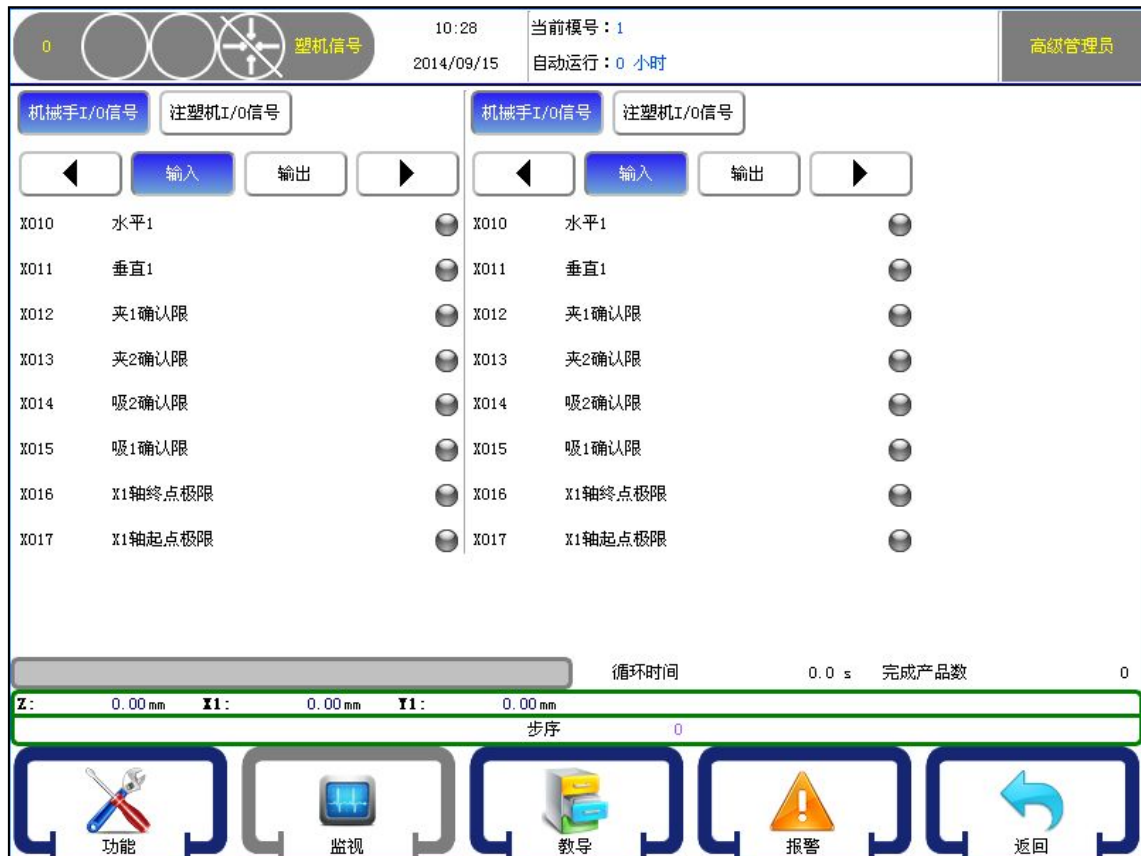 0 塑机信号 10:28 当前模号：1 高级管理员
2014/09/15 自动运行：0 小时
机械手I/O信号 注塑机I/O信号 机械手I/O信号 注塑机I/O信号
输入 输出 输入 输出
X010 水平1 X010 水平1
X011 垂直1 X011 垂直1
X012 夹1确认限 X012 夹1确认限
X013 夹2确认限 X013 夹2确认限
X014 吸2确认限 X014 吸2确认限
X015 吸1确认限 X015 吸1确认限
X016 X1轴终点极限 X016 X1轴终点极限
X017 X1轴起点极限 X017 X1轴起点极限
循环时间 0.0 s 完成产品数 0
Z: 0.00mm X1: 0.00mm Y1: 0.00mm
步序 0
功能 监视 教导 报警 返回